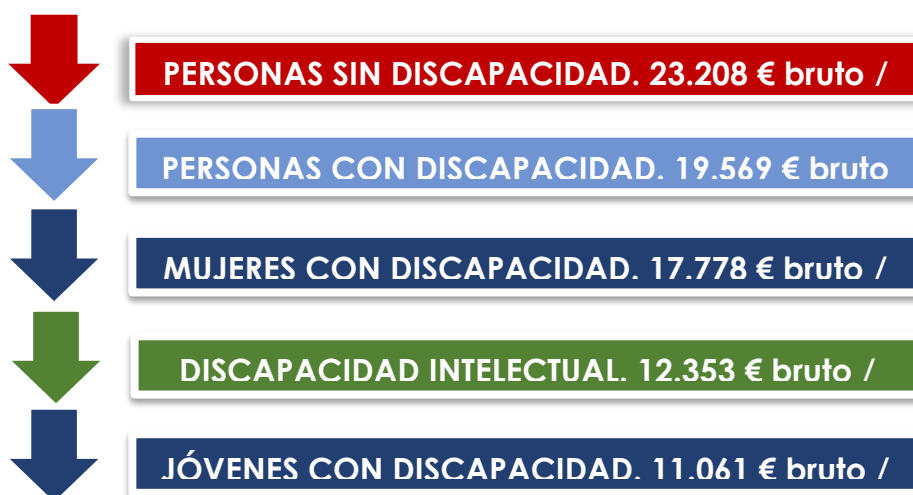 PERSONAS SIN DISCAPACIDAD. 23.208 € bruto /
PERSONAS CON DISCAPACIDAD. 19.569 € bruto
MUJERES CON DISCAPACIDAD. 17.778 € bruto /
DISCAPACIDAD INTELECTUAL. 12.353 € bruto /
JÓVENES CON DISCAPACIDAD. 11.061 € bruto /